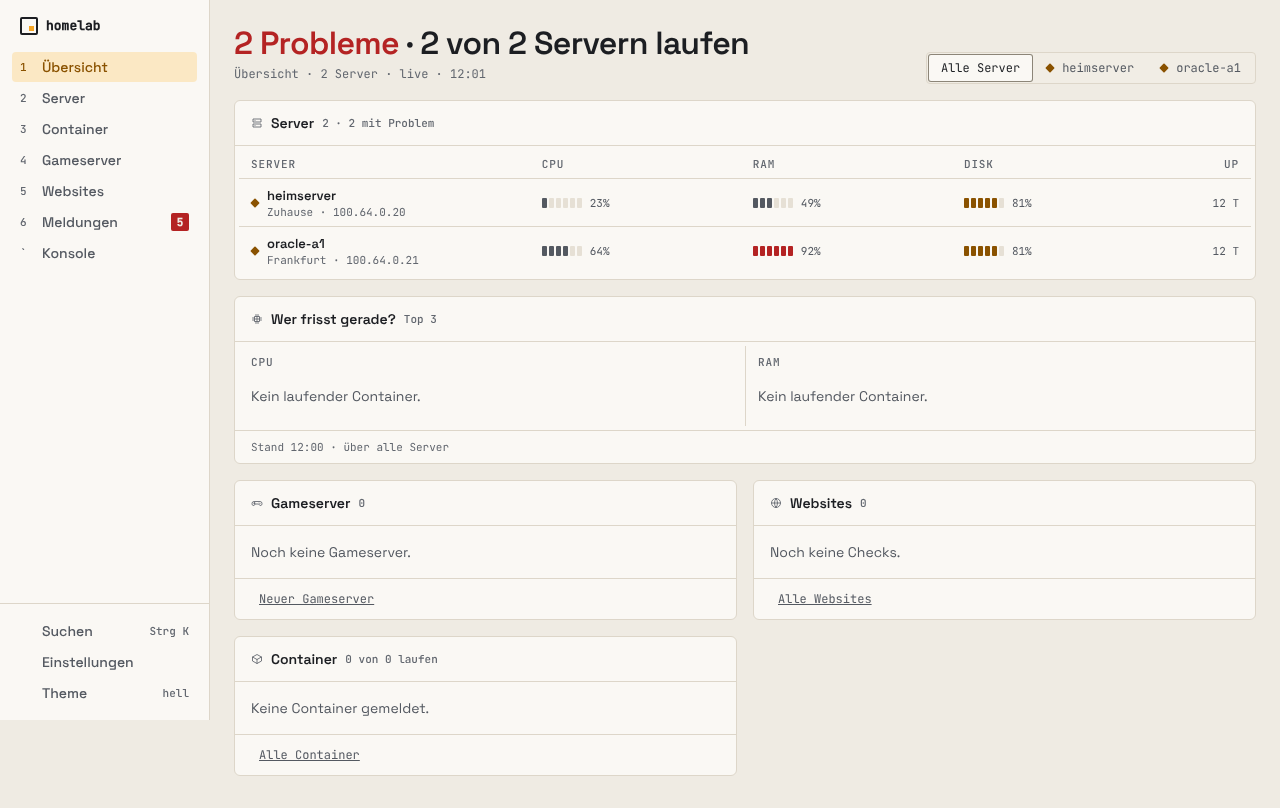 homelab
1 Übersicht
2 Server
3 Container
4 Gameserver
5 Websites
6 Meldungen 5
` Konsole
Suchen Strg K
Einstellungen
Theme hell
2 Probleme · 2 von 2 Servern laufen
Übersicht · 2 Server · live · 12:01
Alle Server heimserver oracle-a1
Server 2 · 2 mit Problem
SERVER CPU RAM DISK UP
heimserver
Zuhause · 100.64.0.20
23% 49% 81% 12 T
oracle-a1
Frankfurt · 100.64.0.21
64% 92% 81% 12 T
Wer frisst gerade? Top 3
CPU
Kein laufender Container.
RAM
Kein laufender Container.
Stand 12:00 · über alle Server
Gameserver 0
Noch keine Gameserver.
Neuer Gameserver
Websites 0
Noch keine Checks.
Alle Websites
Container 0 von 0 laufen
Keine Container gemeldet.
Alle Container